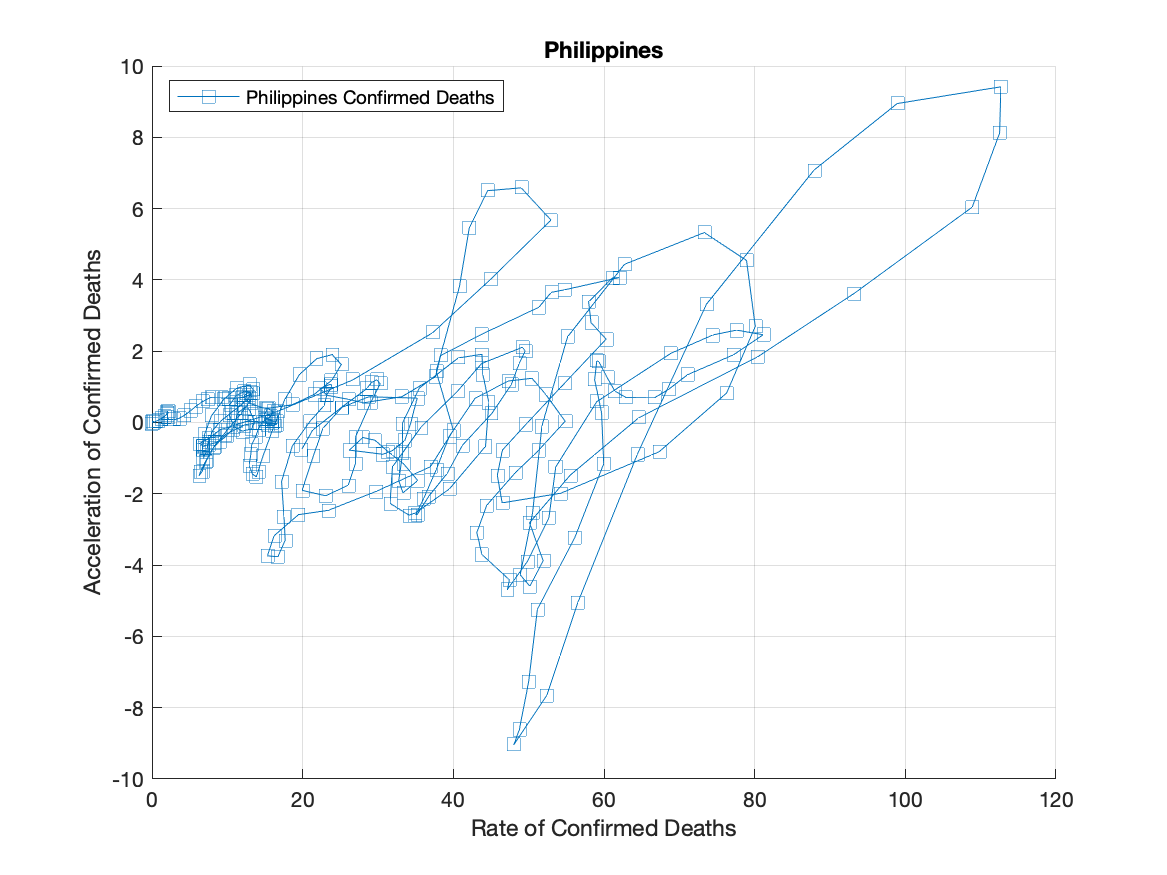 Philippines
Philippines Confirmed Deaths
10
8
6
4
2
0
-2
-4
-6
-8
-10
Acceleration of Confirmed Deaths
0 20 40 60 80 100 120
Rate of Confirmed Deaths